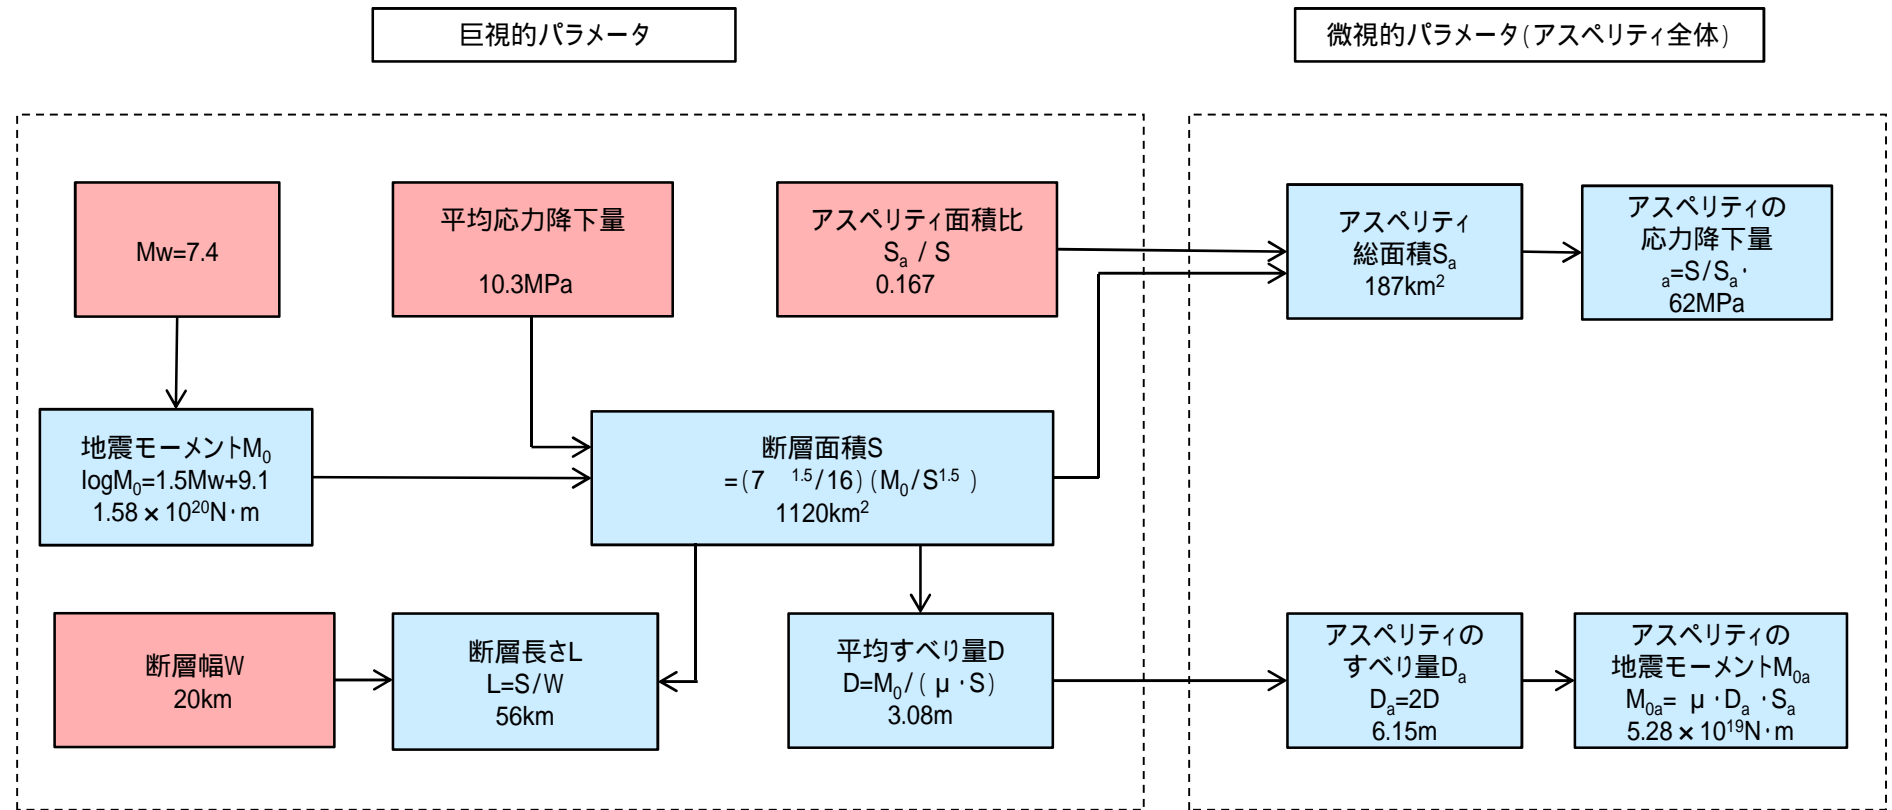 巨視的パラメータ
微視的パラメータ(アスペリティ全体)
Mw=7.4
平均応力降下量
10.3MPa
アスペリティ面積比
Sₐ / S
0.167
アスペリティ
総面積Sₐ
187km²
アスペリティの
応力降下量
ₐ=S/Sₐ・
62MPa
地震モーメントM₀
logM₀=1.5Mw+9.1
1.58×10²⁰N・m
断層面積S
=(7 ¹·⁵/16)(M₀/S¹·⁵ )
1120km²
断層幅W
20km
断層長さL
L=S/W
56km
平均すべり量D
D=M₀/( μ・S)
3.08m
アスペリティの
すべり量Dₐ
Dₐ=2D
6.15m
アスペリティの
地震モーメントM₀ₐ
M₀ₐ= μ・Dₐ・Sₐ
5.28×10¹⁹N・m